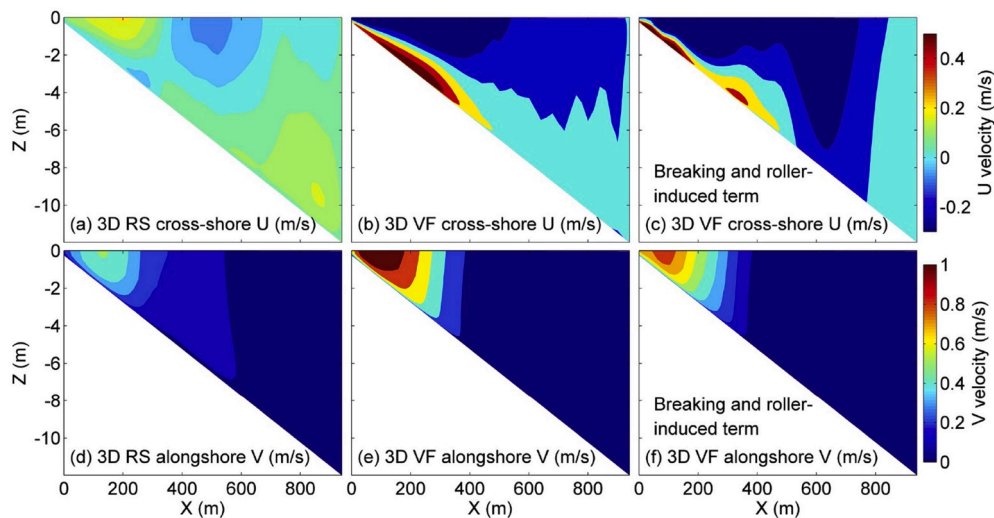 0
-2
-4
-6
-8
-10
Z (m)
(a) 3D RS cross-shore U (m/s)
(b) 3D VF cross-shore U (m/s)
Breaking and roller-
induced term
(c) 3D VF cross-shore U (m/s)
0.4
0.2
0
-0.2
U velocity (m/s)
0
-2
-4
-6
-8
-10
Z (m)
(d) 3D RS alongshore V (m/s)
(e) 3D VF alongshore V (m/s)
Breaking and roller-
induced term
(f) 3D VF alongshore V (m/s)
1
0.8
0.6
0.4
0.2
0
V velocity (m/s)
0 200 400 600 800
0 200 400 600 800
0 200 400 600 800
X (m)
X (m)
X (m)